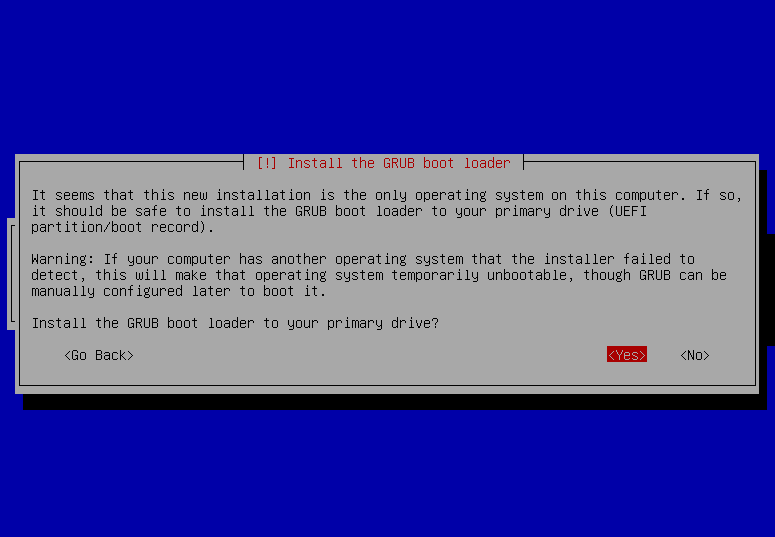 [!] Install the GRUB boot loader
It seems that this new installation is the only operating system on this computer. If so,
it should be safe to install the GRUB boot loader to your primary drive (UEFI
partition/boot record).
Warning: If your computer has another operating system that the installer failed to
detect, this will make that operating system temporarily unbootable, though GRUB can be
manually configured later to boot it.
Install the GRUB boot loader to your primary drive?
<Go Back> <Yes> <No>